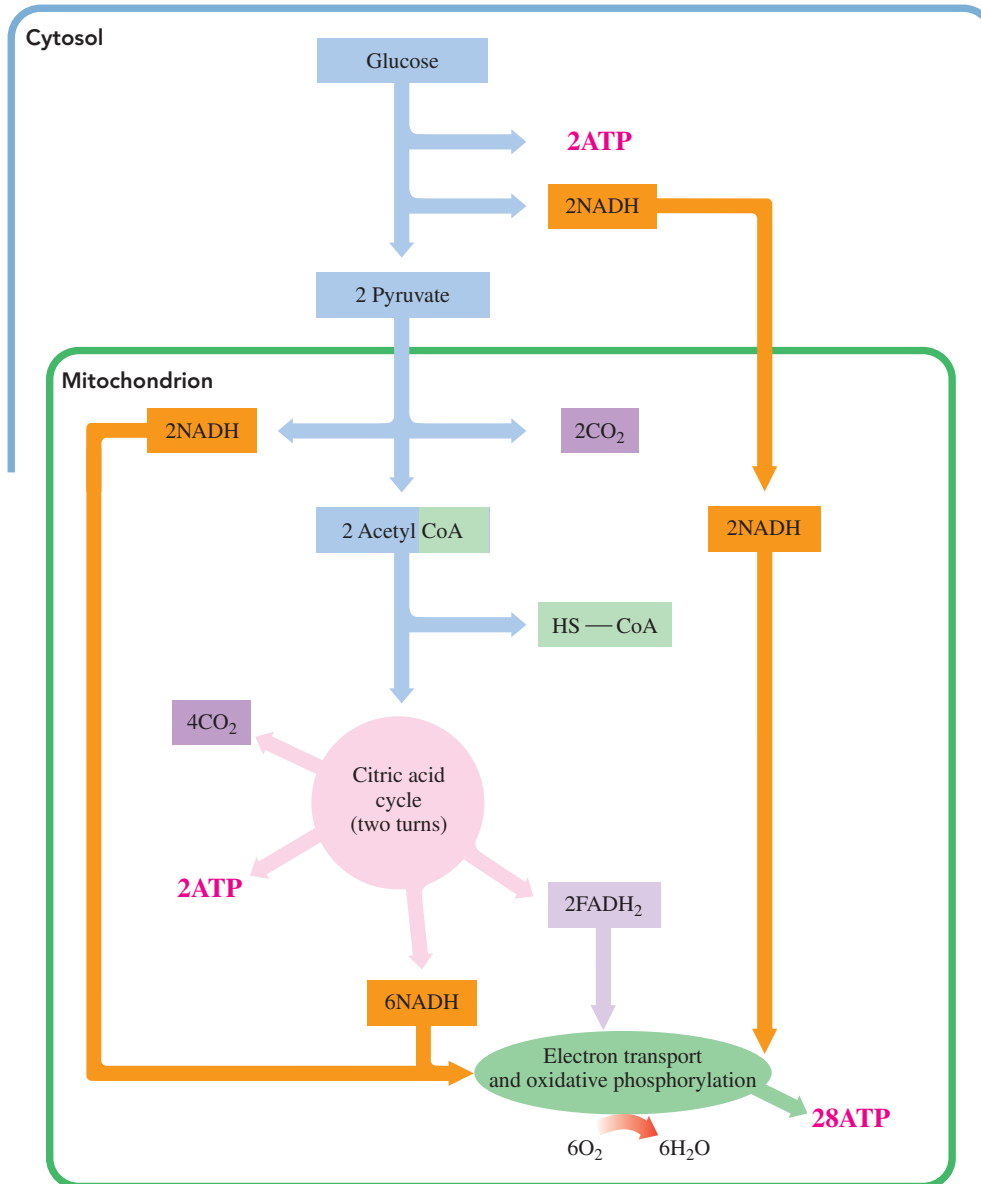 Cytosol
Glucose
2ATP
2NADH
2 Pyruvate
Mitochondrion
2NADH
2CO₂
2 Acetyl CoA
2NADH
HS — CoA
4CO₂
Citric acid
cycle
(two turns)
2ATP
2FADH₂
6NADH
Electron transport
and oxidative phosphorylation
28ATP
6O₂ 6H₂O